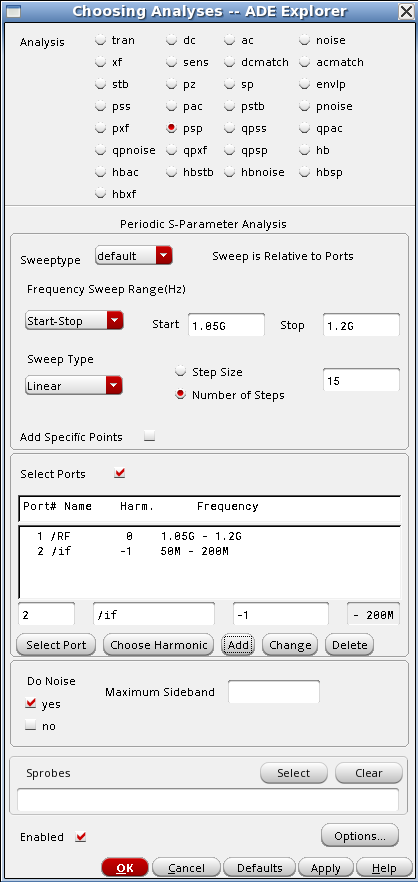 Choosing Analyses -- ADE Explorer
Analysis tran dc ac noise
xf sens dcmatch acmatch
stb pz sp envlp
pss pac pstb pnoise
pxf psp qpss qpac
qpnoise qpxf qpsp hb
hbac hbstb hbnoise hbsp
hbxf
Periodic S-Parameter Analysis
Sweeptype default Sweep is Relative to Ports
Frequency Sweep Range(Hz)
Start-Stop Start 1.05G Stop 1.2G
Sweep Type
Step Size
Linear 15
Number of Steps
Add Specific Points
Select Ports
Port# Name Harm. Frequency
1 /RF 0 1.05G - 1.2G
2 /if -1 50M - 200M
2 /if -1 - 200M
Select Port Choose Harmonic Add Change Delete
Do Noise
Maximum Sideband
yes
no
Sprobes Select Clear
Enabled Options...
OK Cancel Defaults Apply Help